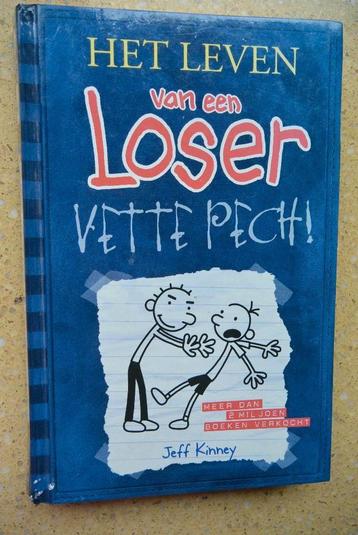 HET LEVEN
van een
Loser
VETTE PECH!
MEER DAN
2 MILJOEN
BOEKEN VERKOCHT
Jeff Kinney